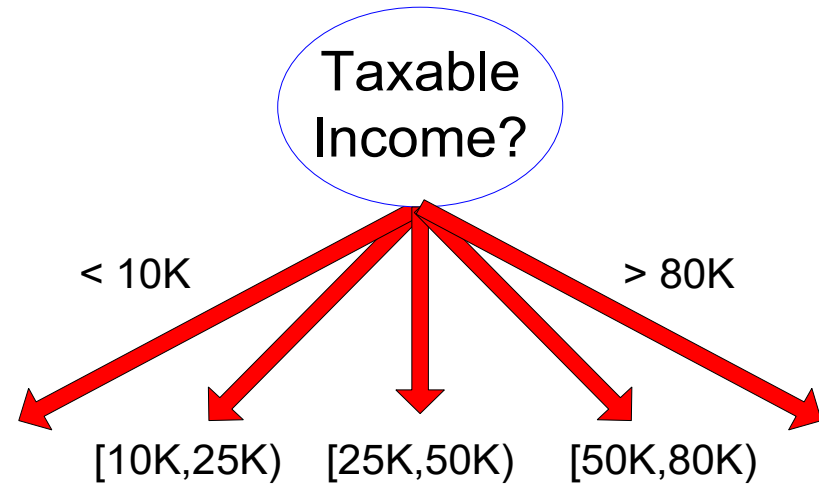 Taxable
Income?
< 10K
> 80K
[10K,25K)
[25K,50K)
[50K,80K)